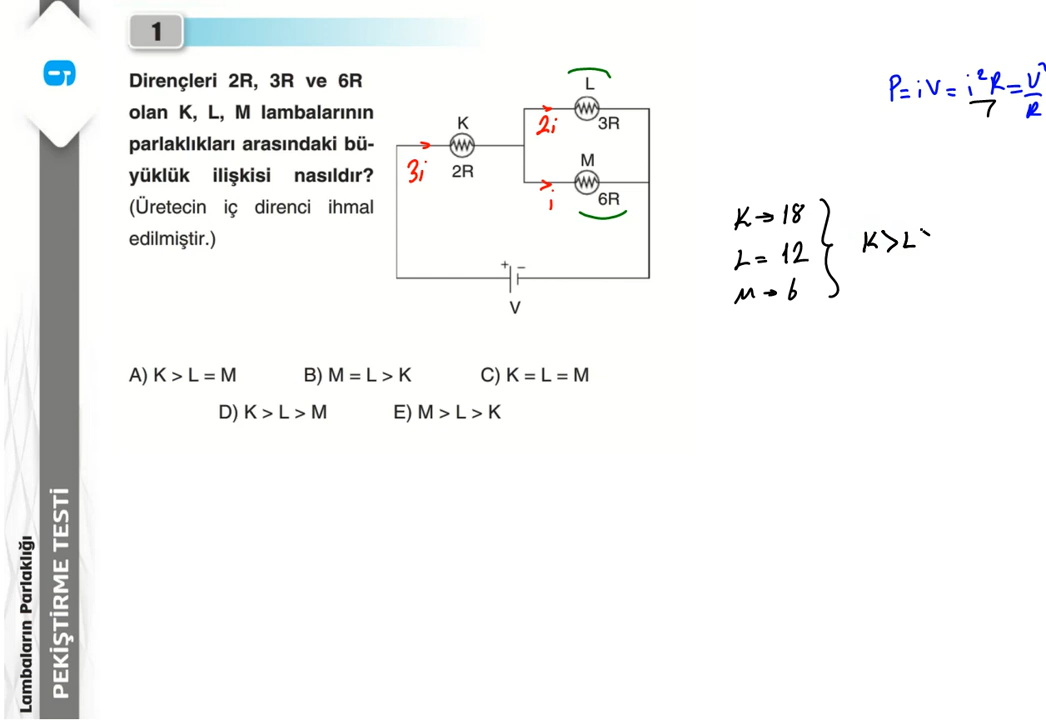 1
Dirençleri 2R, 3R ve 6R
olan K, L, M lambalarının
parlaklıkları arasındaki bü-
yüklük ilişkisi nasıldır?
(Üretecin iç direnci ihmal
edilmiştir.)
K
2R
3i
L
3R
2i
M
6R
i
+ -
V
P = iV = i²R = V²
R
K → 18
L = 12
M → 6
K > L
A) K > L = M
B) M = L > K
C) K = L = M
D) K > L > M
E) M > L > K
9
PEKİŞTİRME TESTİ
Lambaların Parlaklığı